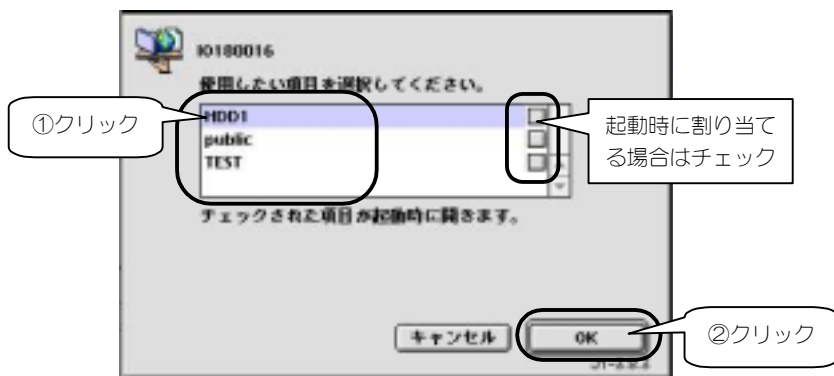 IO180016
使用したい項目を選択してください。
①クリック
HDD1
public
TEST
起動時に割り当て
る場合はチェック
チェックされた項目が起動時に開きます。
キャンセル
OK
②クリック